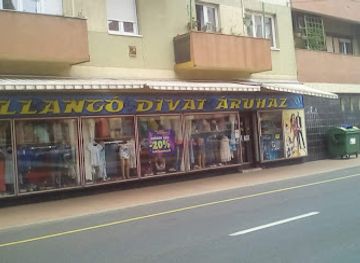 LLANGÓ DIVAT ÁRUHÁZ
-20%